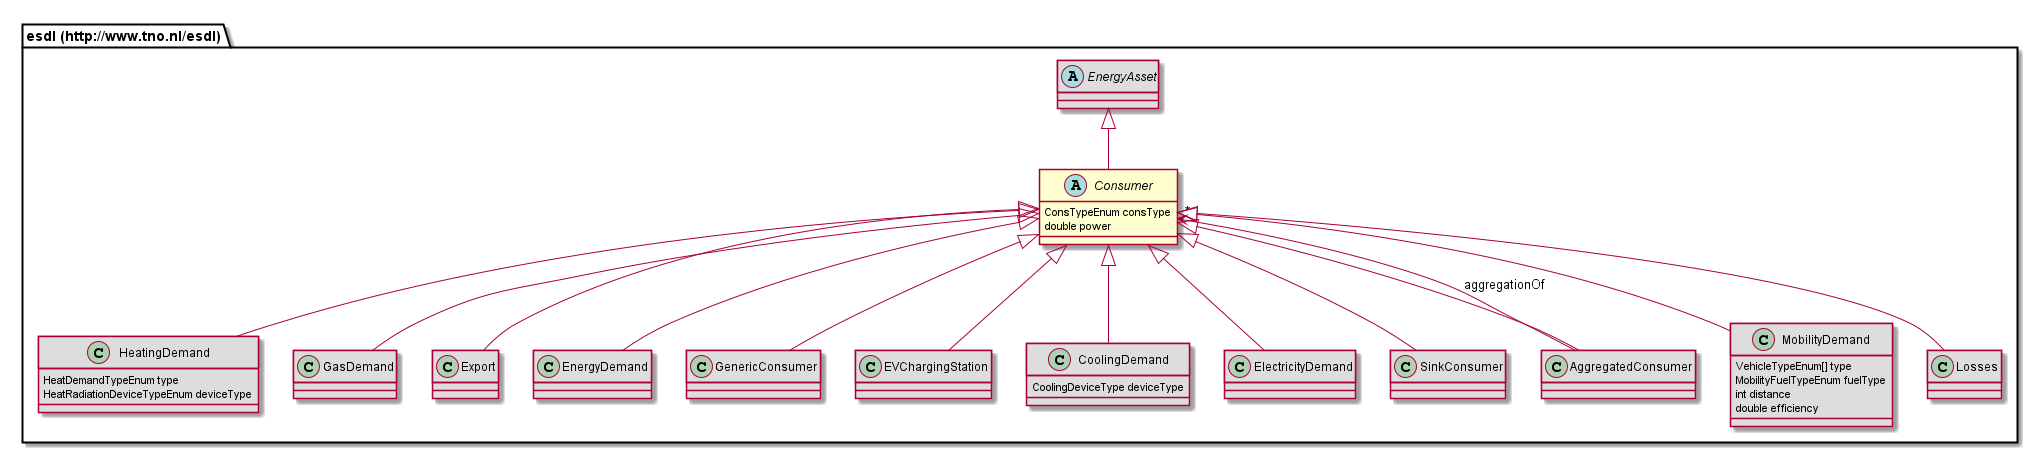 esdl (http://www.tno.nl/esdl)
A EnergyAsset
A Consumer
ConsTypeEnum consType
double power
*
aggregationOf
C HeatingDemand
HeatDemandTypeEnum type
HeatRadiationDeviceTypeEnum deviceType
C GasDemand
C Export
C EnergyDemand
C GenericConsumer
C EVChargingStation
C CoolingDemand
CoolingDeviceType deviceType
C ElectricityDemand
C SinkConsumer
C AggregatedConsumer
C MobilityDemand
VehicleTypeEnum[] type
MobilityFuelTypeEnum fuelType
int distance
double efficiency
C Losses